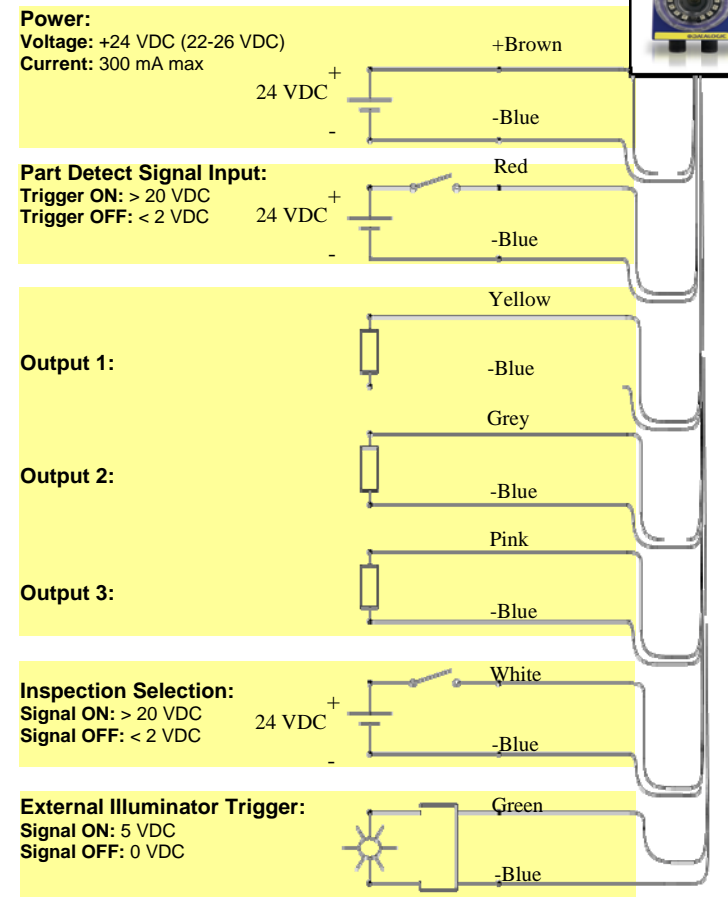 Power:
Voltage: +24 VDC (22-26 VDC)
Current: 300 mA max
+Brown
+
24 VDC
-Blue
-
Part Detect Signal Input:
Trigger ON: > 20 VDC
Trigger OFF: < 2 VDC
Red
+
24 VDC
-Blue
-
Yellow
Output 1:
-Blue
Grey
Output 2:
-Blue
Pink
Output 3:
-Blue
Inspection Selection:
Signal ON: > 20 VDC
Signal OFF: < 2 VDC
White
+
24 VDC
-Blue
-
External Illuminator Trigger:
Signal ON: 5 VDC
Signal OFF: 0 VDC
Green
-Blue
DATALOGIC